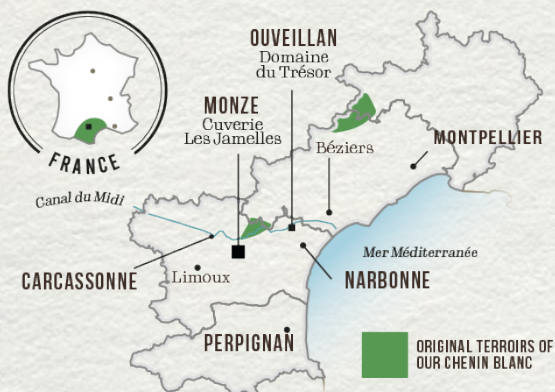 FRANCE
OUVEILLAN
Domaine
du Trésor
MONZE
Cuverie
Les Jamelles
Béziers
MONTPELLIER
Canal du Midi
Mer Méditerranée
CARCASSONNE
Limoux
NARBONNE
PERPIGNAN
ORIGINAL TERROIRS OF
OUR CHENIN BLANC